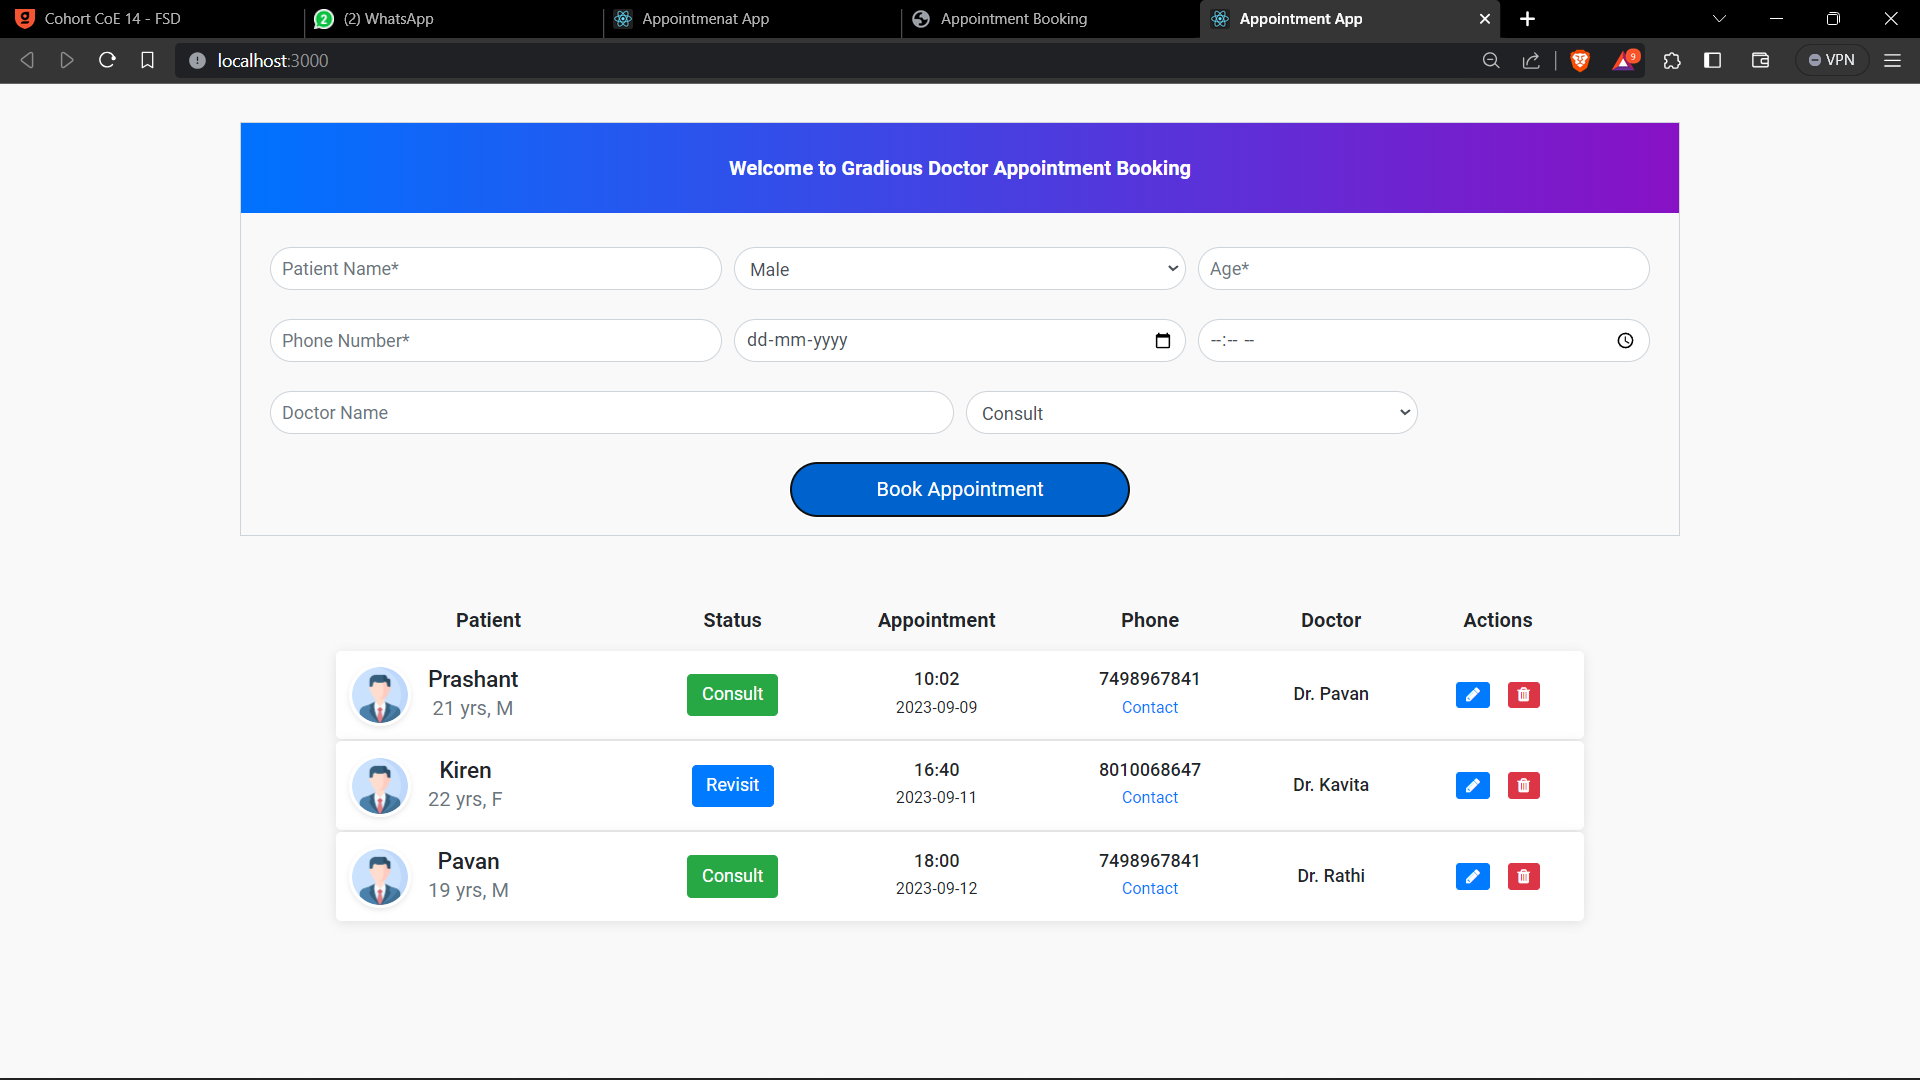 Cohort CoE 14 - FSD
2 (2) WhatsApp
Appointmenat App
Appointment Booking
Appointment App
localhost:3000
9
VPN
Welcome to Gradious Doctor Appointment Booking
Patient Name*
Male
Age*
Phone Number*
dd-mm-yyyy
--:-- --
Doctor Name
Consult
Book Appointment
Patient Status Appointment Phone Doctor Actions
Prashant
21 yrs, M
Consult
10:02
2023-09-09
7498967841
Contact
Dr. Pavan
Kiren
22 yrs, F
Revisit
16:40
2023-09-11
8010068647
Contact
Dr. Kavita
Pavan
19 yrs, M
Consult
18:00
2023-09-12
7498967841
Contact
Dr. Rathi